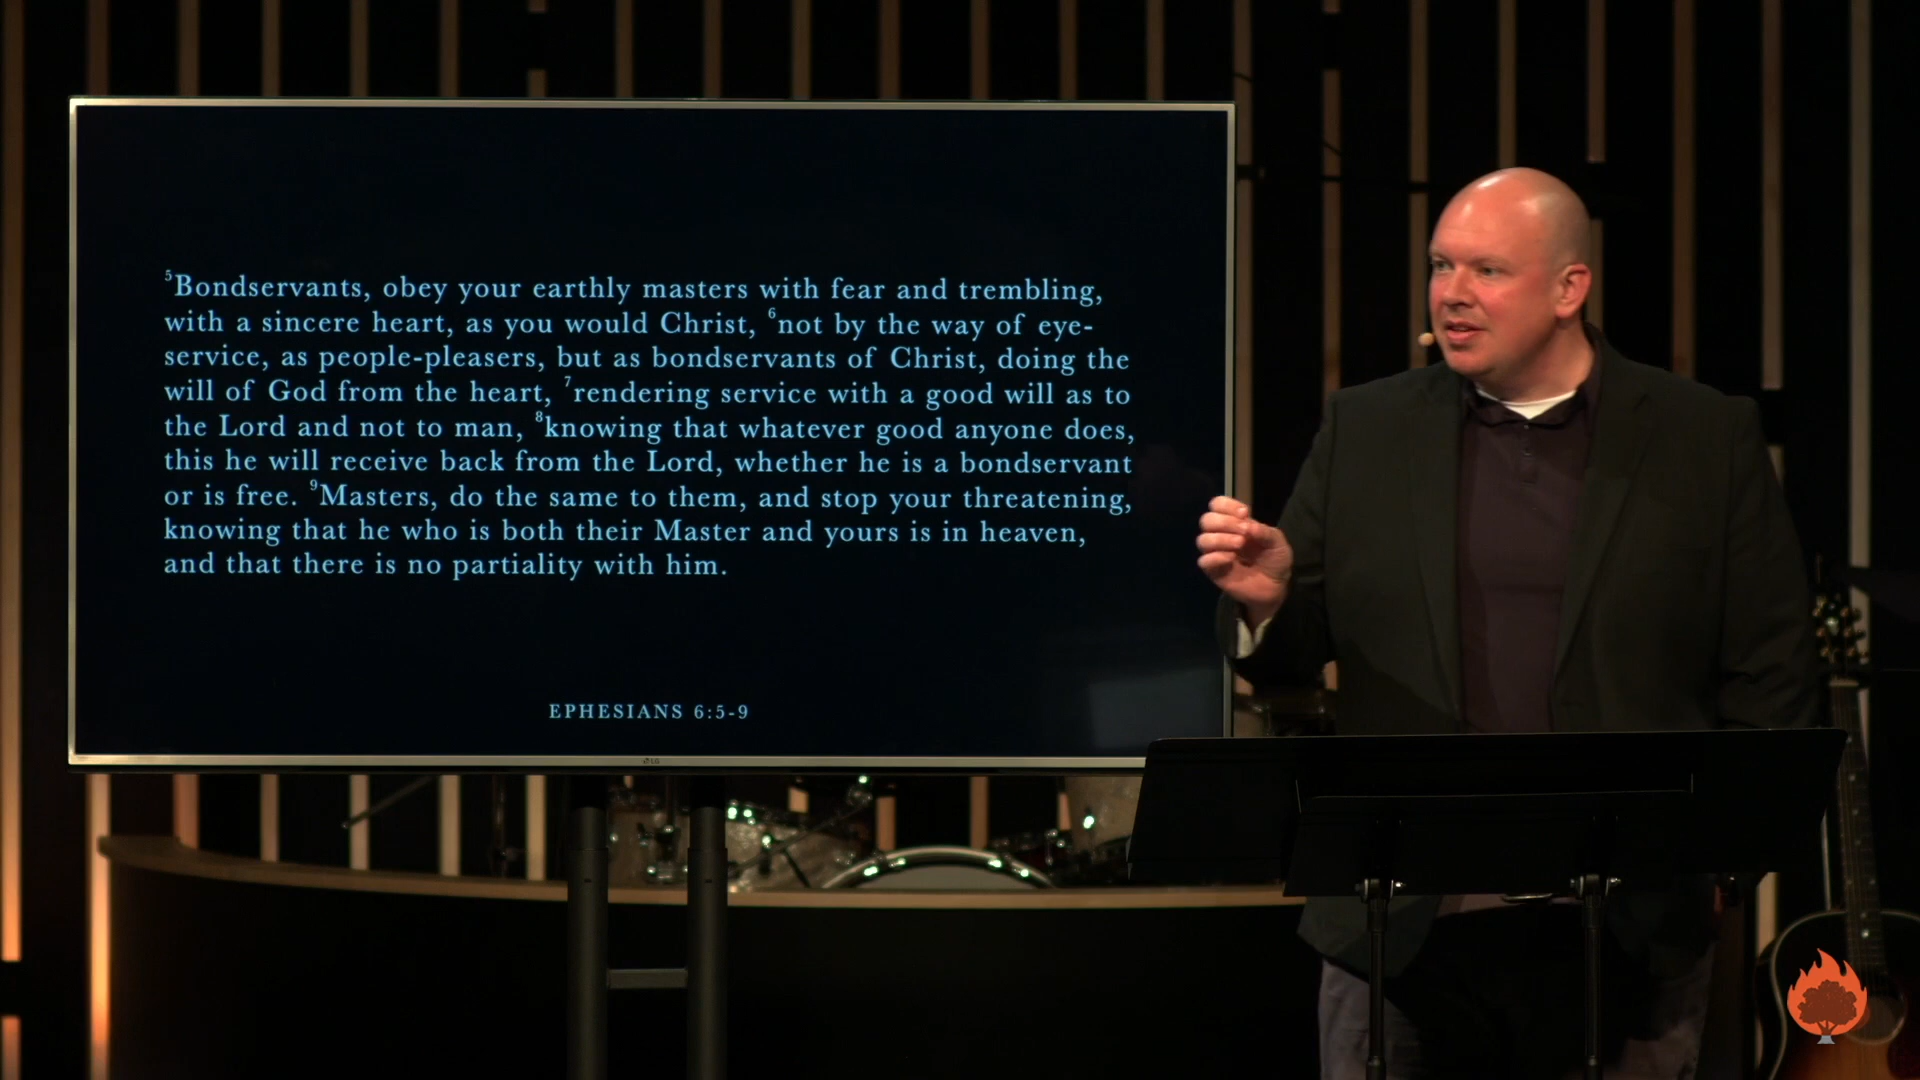 ⁵Bondservants, obey your earthly masters with fear and trembling,
with a sincere heart, as you would Christ, ⁶not by the way of eye-
service, as people-pleasers, but as bondservants of Christ, doing the
will of God from the heart, ⁷rendering service with a good will as to
the Lord and not to man, ⁸knowing that whatever good anyone does,
this he will receive back from the Lord, whether he is a bondservant
or is free. ⁹Masters, do the same to them, and stop your threatening,
knowing that he who is both their Master and yours is in heaven,
and that there is no partiality with him.
EPHESIANS 6:5-9
LG